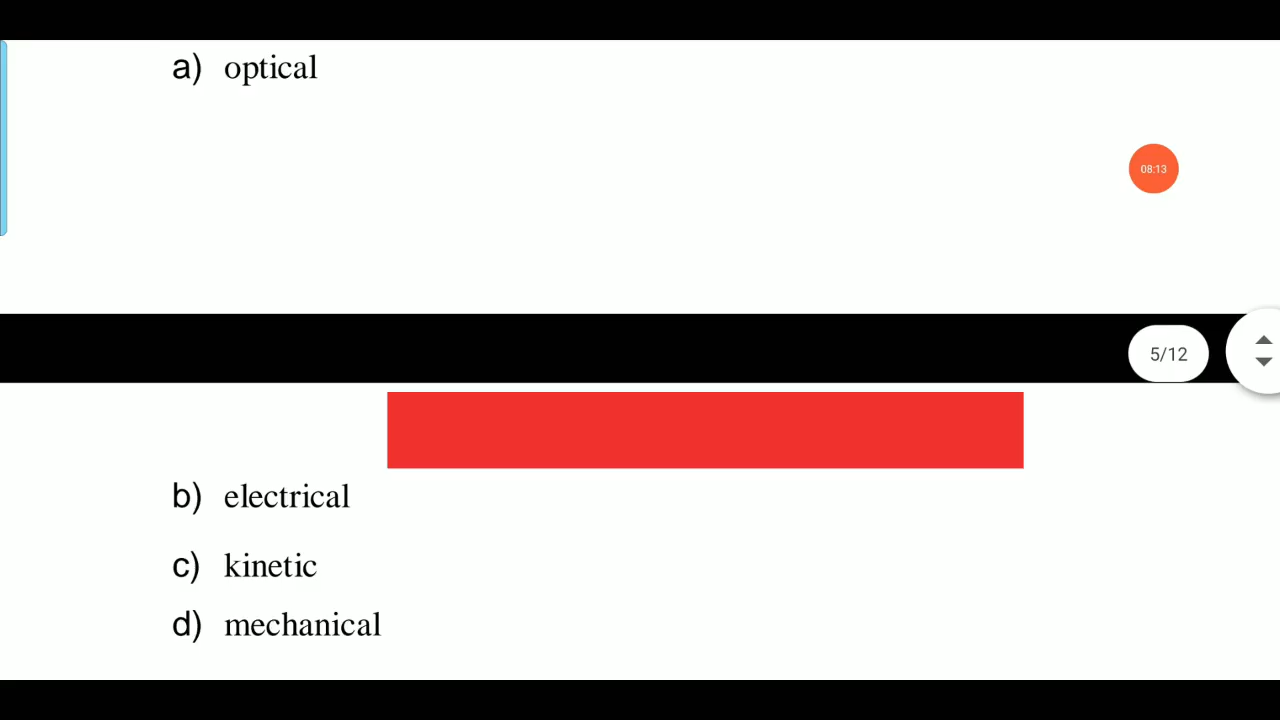 a) optical
08:13
5/12
b) electrical
c) kinetic
d) mechanical